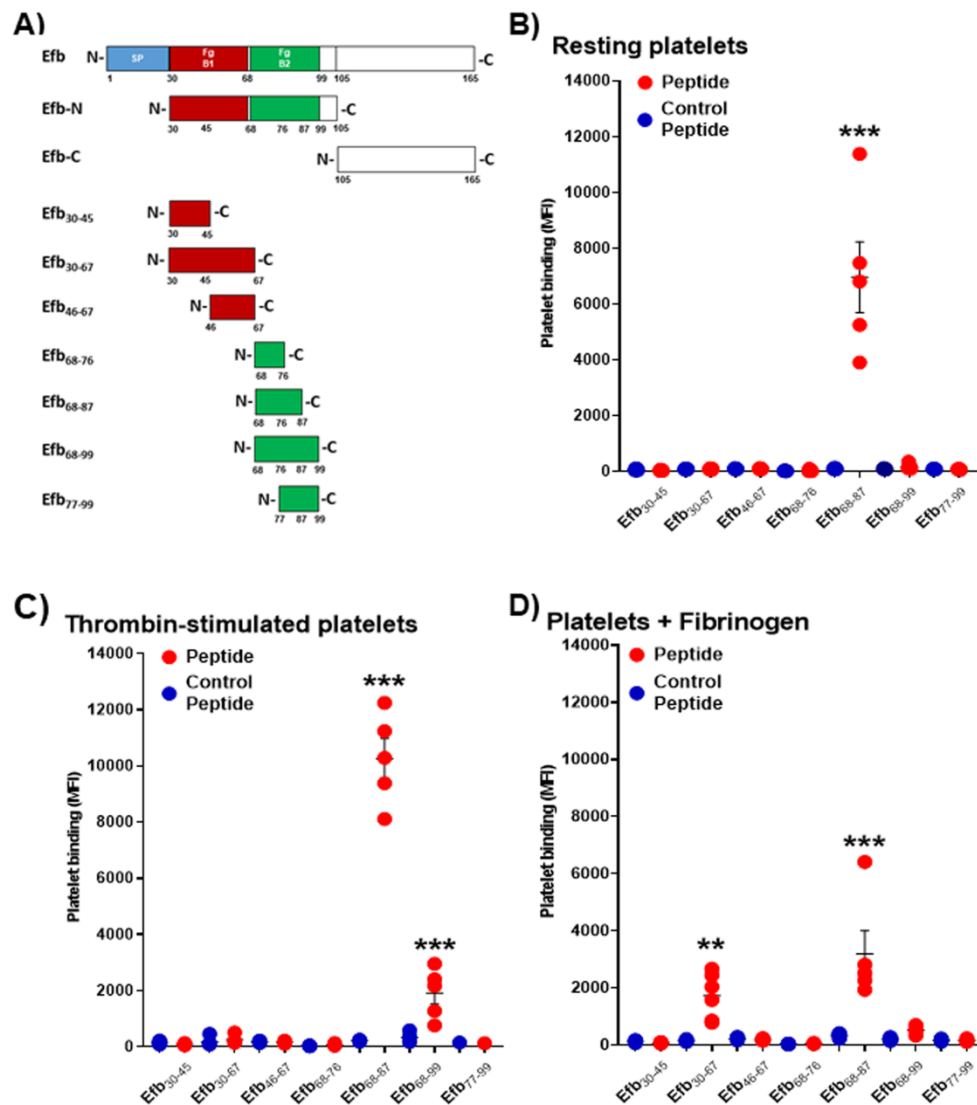 A)
Efb N- SP Fg B1 Fg B2 -C
1 30 68 99 105 165
Efb-N N- -C
30 45 68 76 87 99 105
Efb-C N- -C
105 165
Efb30-45 N- -C
30 45
Efb30-67 N- -C
30 45 67
Efb46-67 N- -C
46 67
Efb68-76 N- -C
68 76
Efb68-87 N- -C
68 76 87
Efb68-99 N- -C
68 76 87 99
Efb77-99 N- -C
77 87 99
B) Resting platelets
Peptide
Control
Peptide
***
Platelet binding (MFI)
14000
12000
10000
8000
6000
4000
2000
0
Efb30-45 Efb30-67 Efb46-67 Efb68-76 Efb68-87 Efb68-99 Efb77-99
C) Thrombin-stimulated platelets
Peptide
Control
Peptide
***
***
Platelet binding (MFI)
14000
12000
10000
8000
6000
4000
2000
0
Efb30-45 Efb30-67 Efb46-67 Efb68-76 Efb68-87 Efb68-99 Efb77-99
D) Platelets + Fibrinogen
Peptide
Control
Peptide
**
***
Platelet binding (MFI)
14000
12000
10000
8000
6000
4000
2000
0
Efb30-45 Efb30-67 Efb46-67 Efb68-76 Efb68-87 Efb68-99 Efb77-99